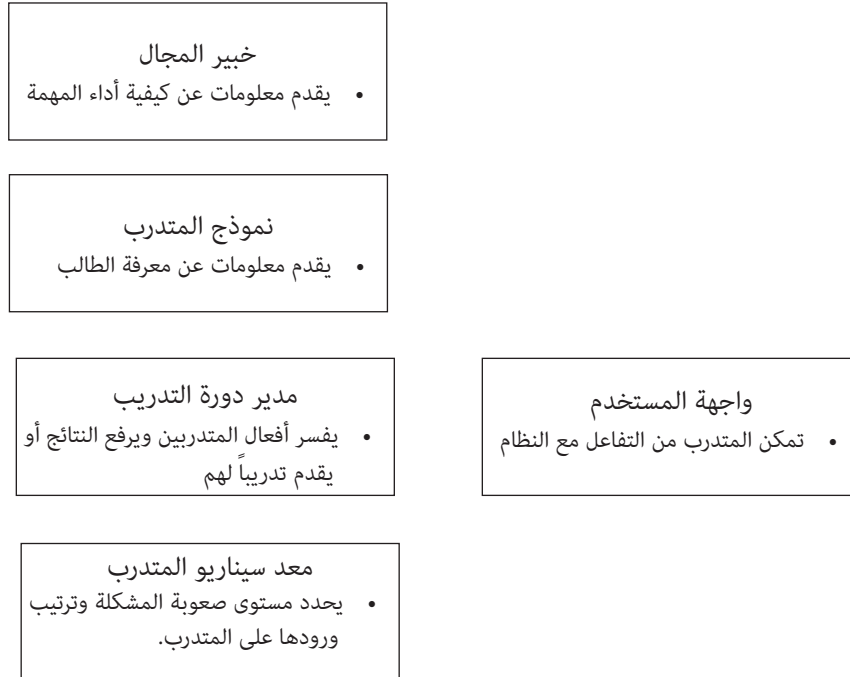 خبير المجال
• يقدم معلومات عن كيفية أداء المهمة
نموذج المتدرب
• يقدم معلومات عن معرفة الطالب
مدير دورة التدريب
• يفسر أفعال المتدربين ويرفع النتائج أو
يقدم تدريباً لهم
واجهة المستخدم
• تمكن المتدرب من التفاعل مع النظام
معد سيناريو المتدرب
• يحدد مستوى صعوبة المشكلة وترتيب
ورودها على المتدرب.